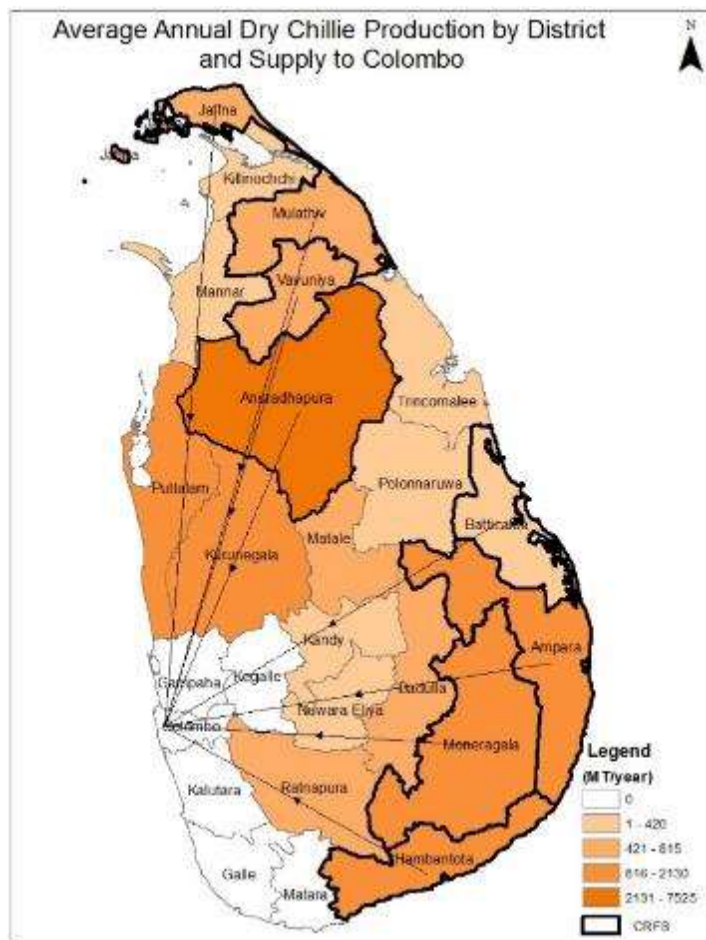 Average Annual Dry Chillie Production by District
and Supply to Colombo
N
Jaffna
Killinochchi
Mulathiv
Vavuniya
Mannar
Anuradhapura
Trincomalee
Polonnaruwa
Puttalam
Batticaloa
Matale
Kurunegala
Kandy
Ampara
Kegalle
Gampaha
Badulla
Nuwara Eliya
Colombo
Moneragala
Ratnapura
Kalutara
Hambantota
Galle
Matara
Legend
(MT/year)
0
1 - 420
421 - 815
816 - 2130
2131 - 7525
CRFS